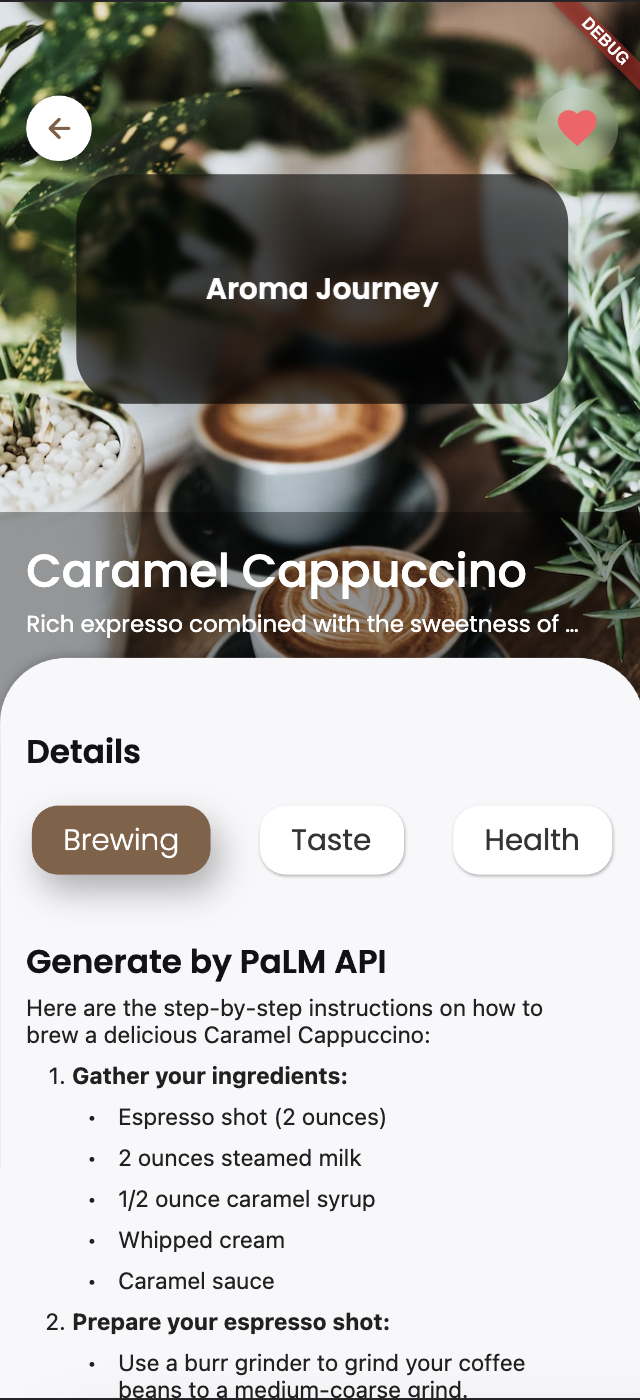 DEBUG
Aroma Journey
Caramel Cappuccino
Rich expresso combined with the sweetness of ...
Details
Brewing
Taste
Health
Generate by PaLM API
Here are the step-by-step instructions on how to
brew a delicious Caramel Cappuccino:
1. Gather your ingredients:
• Espresso shot (2 ounces)
• 2 ounces steamed milk
• 1/2 ounce caramel syrup
• Whipped cream
• Caramel sauce
2. Prepare your espresso shot:
• Use a burr grinder to grind your coffee
beans to a medium-coarse grind.